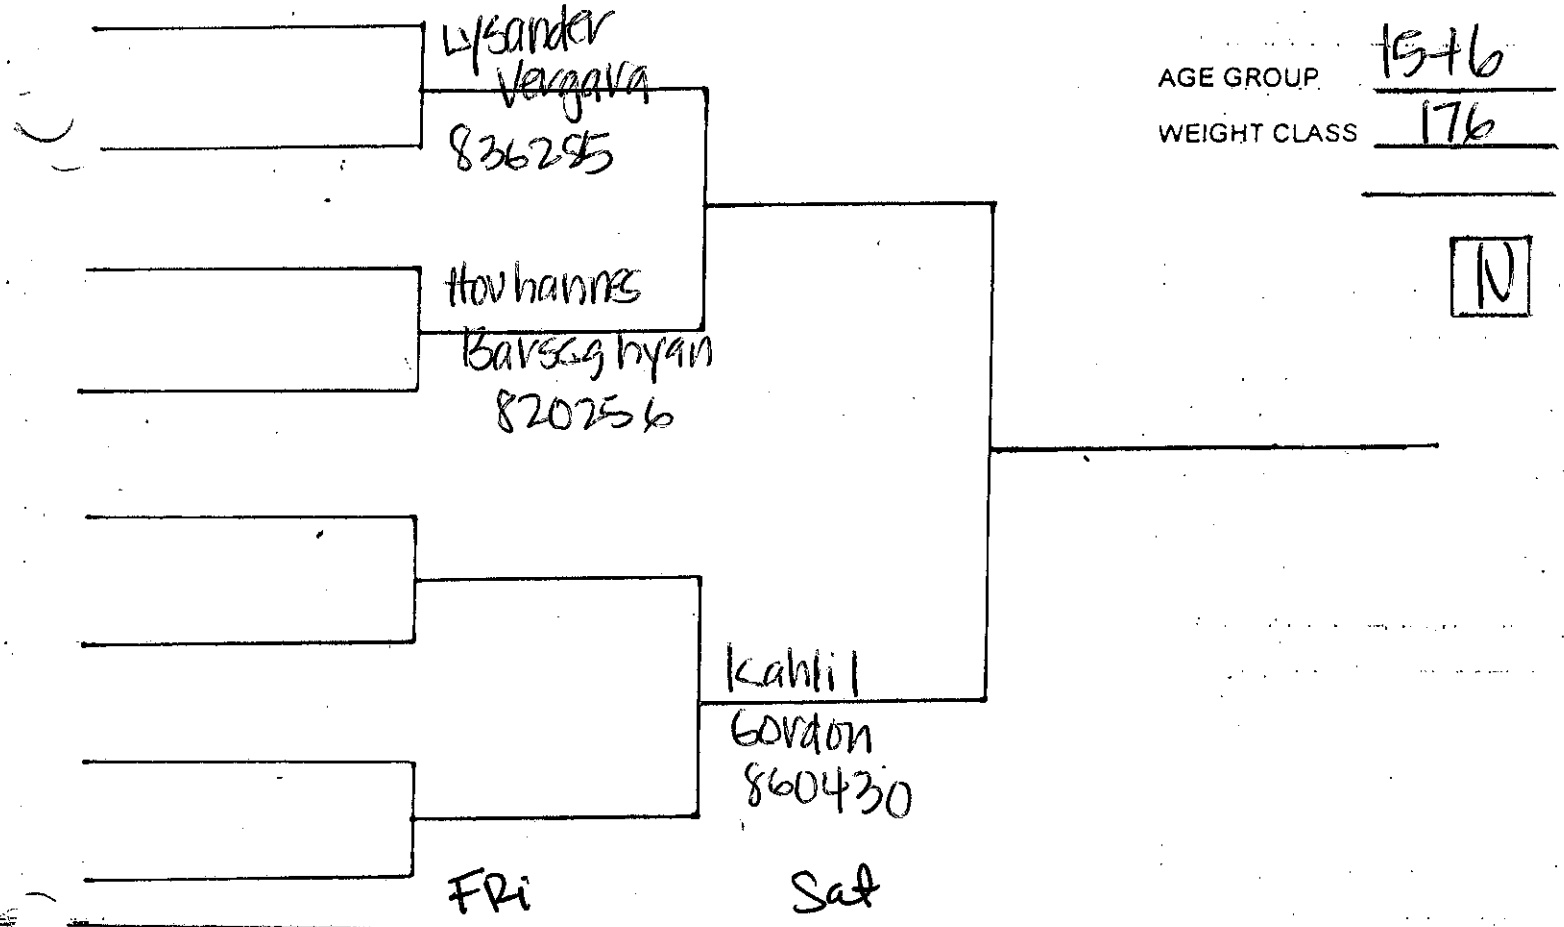 Lysander
Vergara
836285
AGE GROUP 15-16
WEIGHT CLASS 176
N
Hovhannes
Barseghyan
820256
Kahlil
Gordon
860430
FRi
Sat